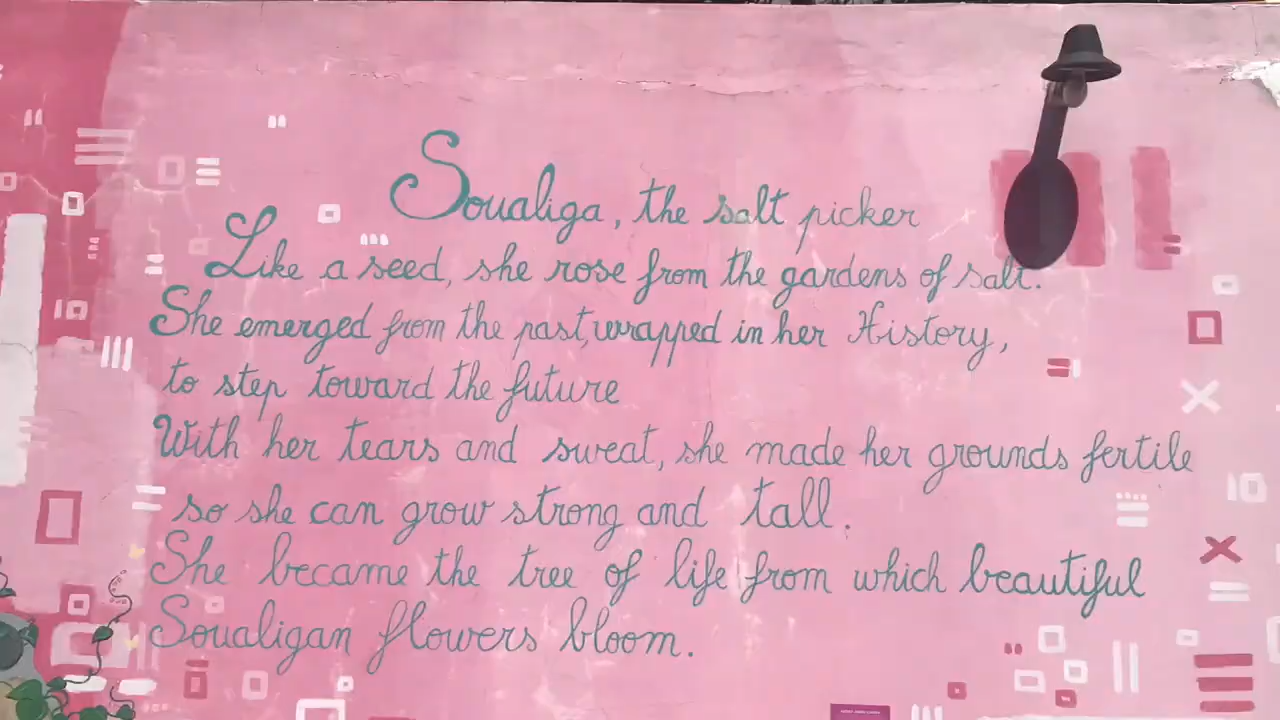 Soualiga, the salt picker
Like a seed, she rose from the gardens of salt.
She emerged from the past, wrapped in her History,
to step toward the future
With her tears and sweat, she made her grounds fertile
so she can grow strong and tall.
She became the tree of life from which beautiful
Soualigan flowers bloom.